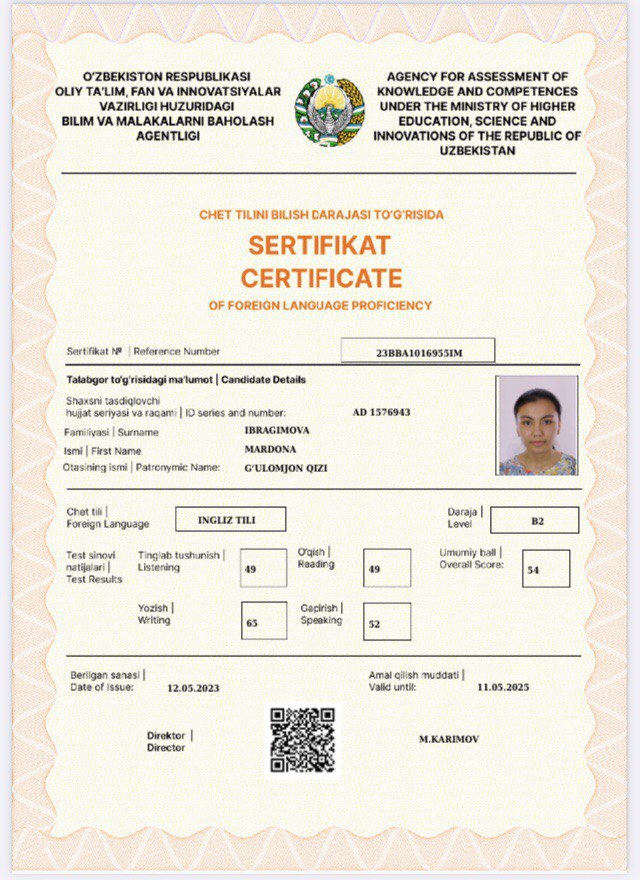 O'ZBEKISTON RESPUBLIKASI
OLIY TA'LIM, FAN VA INNOVATSIYALAR
VAZIRLIGI HUZURIDAGI
BILIM VA MALAKALARNI BAHOLASH
AGENTLIGI
AGENCY FOR ASSESSMENT OF
KNOWLEDGE AND COMPETENCES
UNDER THE MINISTRY OF HIGHER
EDUCATION, SCIENCE AND
INNOVATIONS OF THE REPUBLIC OF
UZBEKISTAN
CHET TILINI BILISH DARAJASI TO'G'RISIDA
SERTIFIKAT
CERTIFICATE
OF FOREIGN LANGUAGE PROFICIENCY
Sertifikat № | Reference Number 23BBA1016955IM
Talabgor to'g'risidagi ma'lumot | Candidate Details
Shaxsni tasdiqlovchi
hujjat seriyasi va raqami | ID series and number: AD 1576943
Familiyasi | Surname IBRAGIMOVA
Ismi | First Name MARDONA
Otasining ismi | Patronymic Name: G'ULOMJON QIZI
Chet tili |
Foreign Language INGLIZ TILI
Daraja |
Level B2
Test sinovi
natijalari |
Test Results
Tinglab tushunish |
Listening 49
O'qish |
Reading 49
Umumiy ball |
Overall Score: 54
Yozish |
Writing 65
Gapirish |
Speaking 52
Berilgan sanasi |
Date of Issue: 12.05.2023
Amal qilish muddati |
Valid until: 11.05.2025
Direktor |
Director
M.KARIMOV